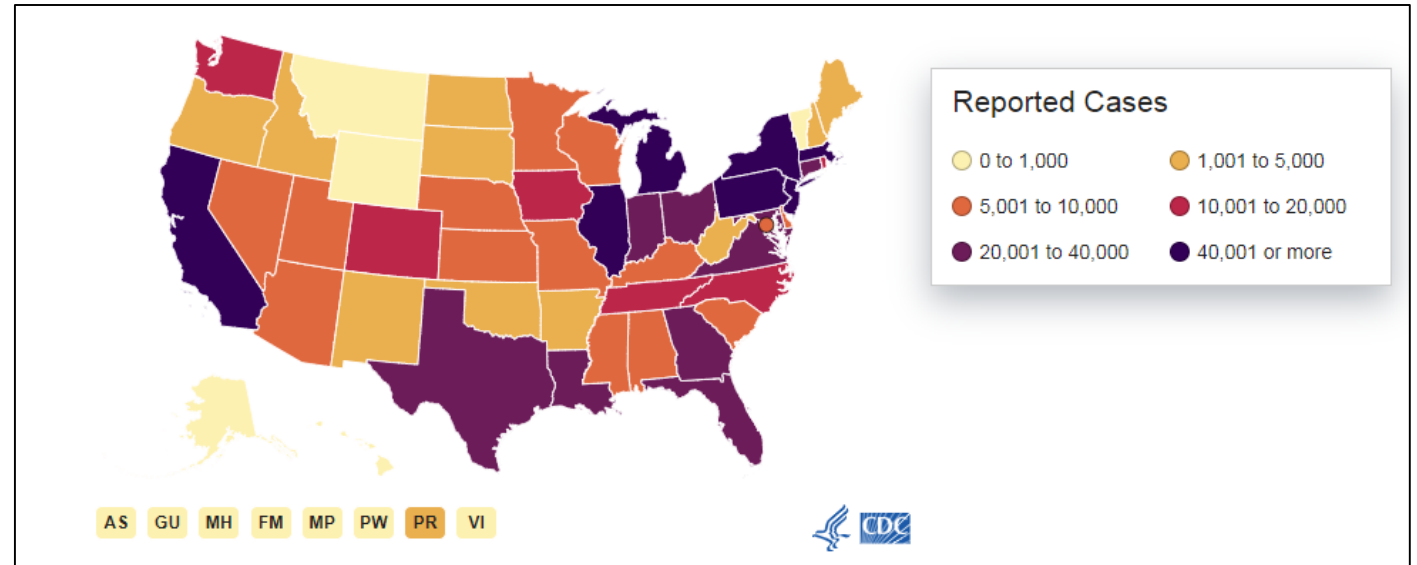 Reported Cases
0 to 1,000
1,001 to 5,000
5,001 to 10,000
10,001 to 20,000
20,001 to 40,000
40,001 or more
AS GU MH FM MP PW PR VI
CDC